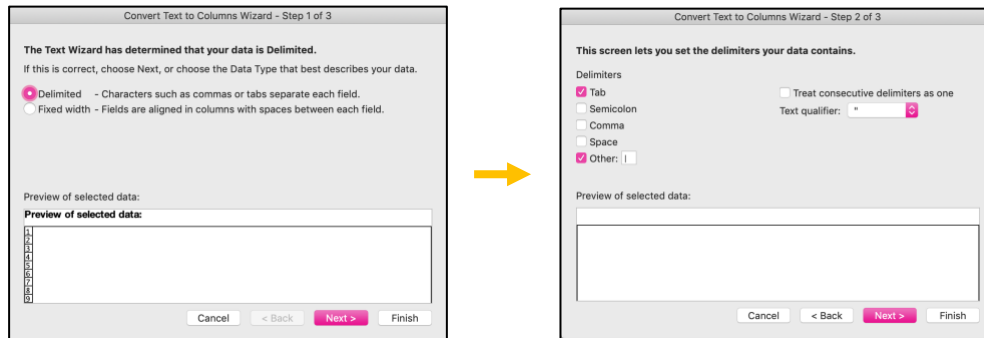 Convert Text to Columns Wizard - Step 1 of 3
The Text Wizard has determined that your data is Delimited.
If this is correct, choose Next, or choose the Data Type that best describes your data.
Delimited - Characters such as commas or tabs separate each field.
Fixed width - Fields are aligned in columns with spaces between each field.
Preview of selected data:
Preview of selected data:
1
2
3
4
5
6
7
8
9
Cancel < Back Next > Finish
Convert Text to Columns Wizard - Step 2 of 3
This screen lets you set the delimiters your data contains.
Delimiters
Tab
Treat consecutive delimiters as one
Semicolon
Text qualifier: "
Comma
Space
Other: |
Preview of selected data:
Cancel < Back Next > Finish